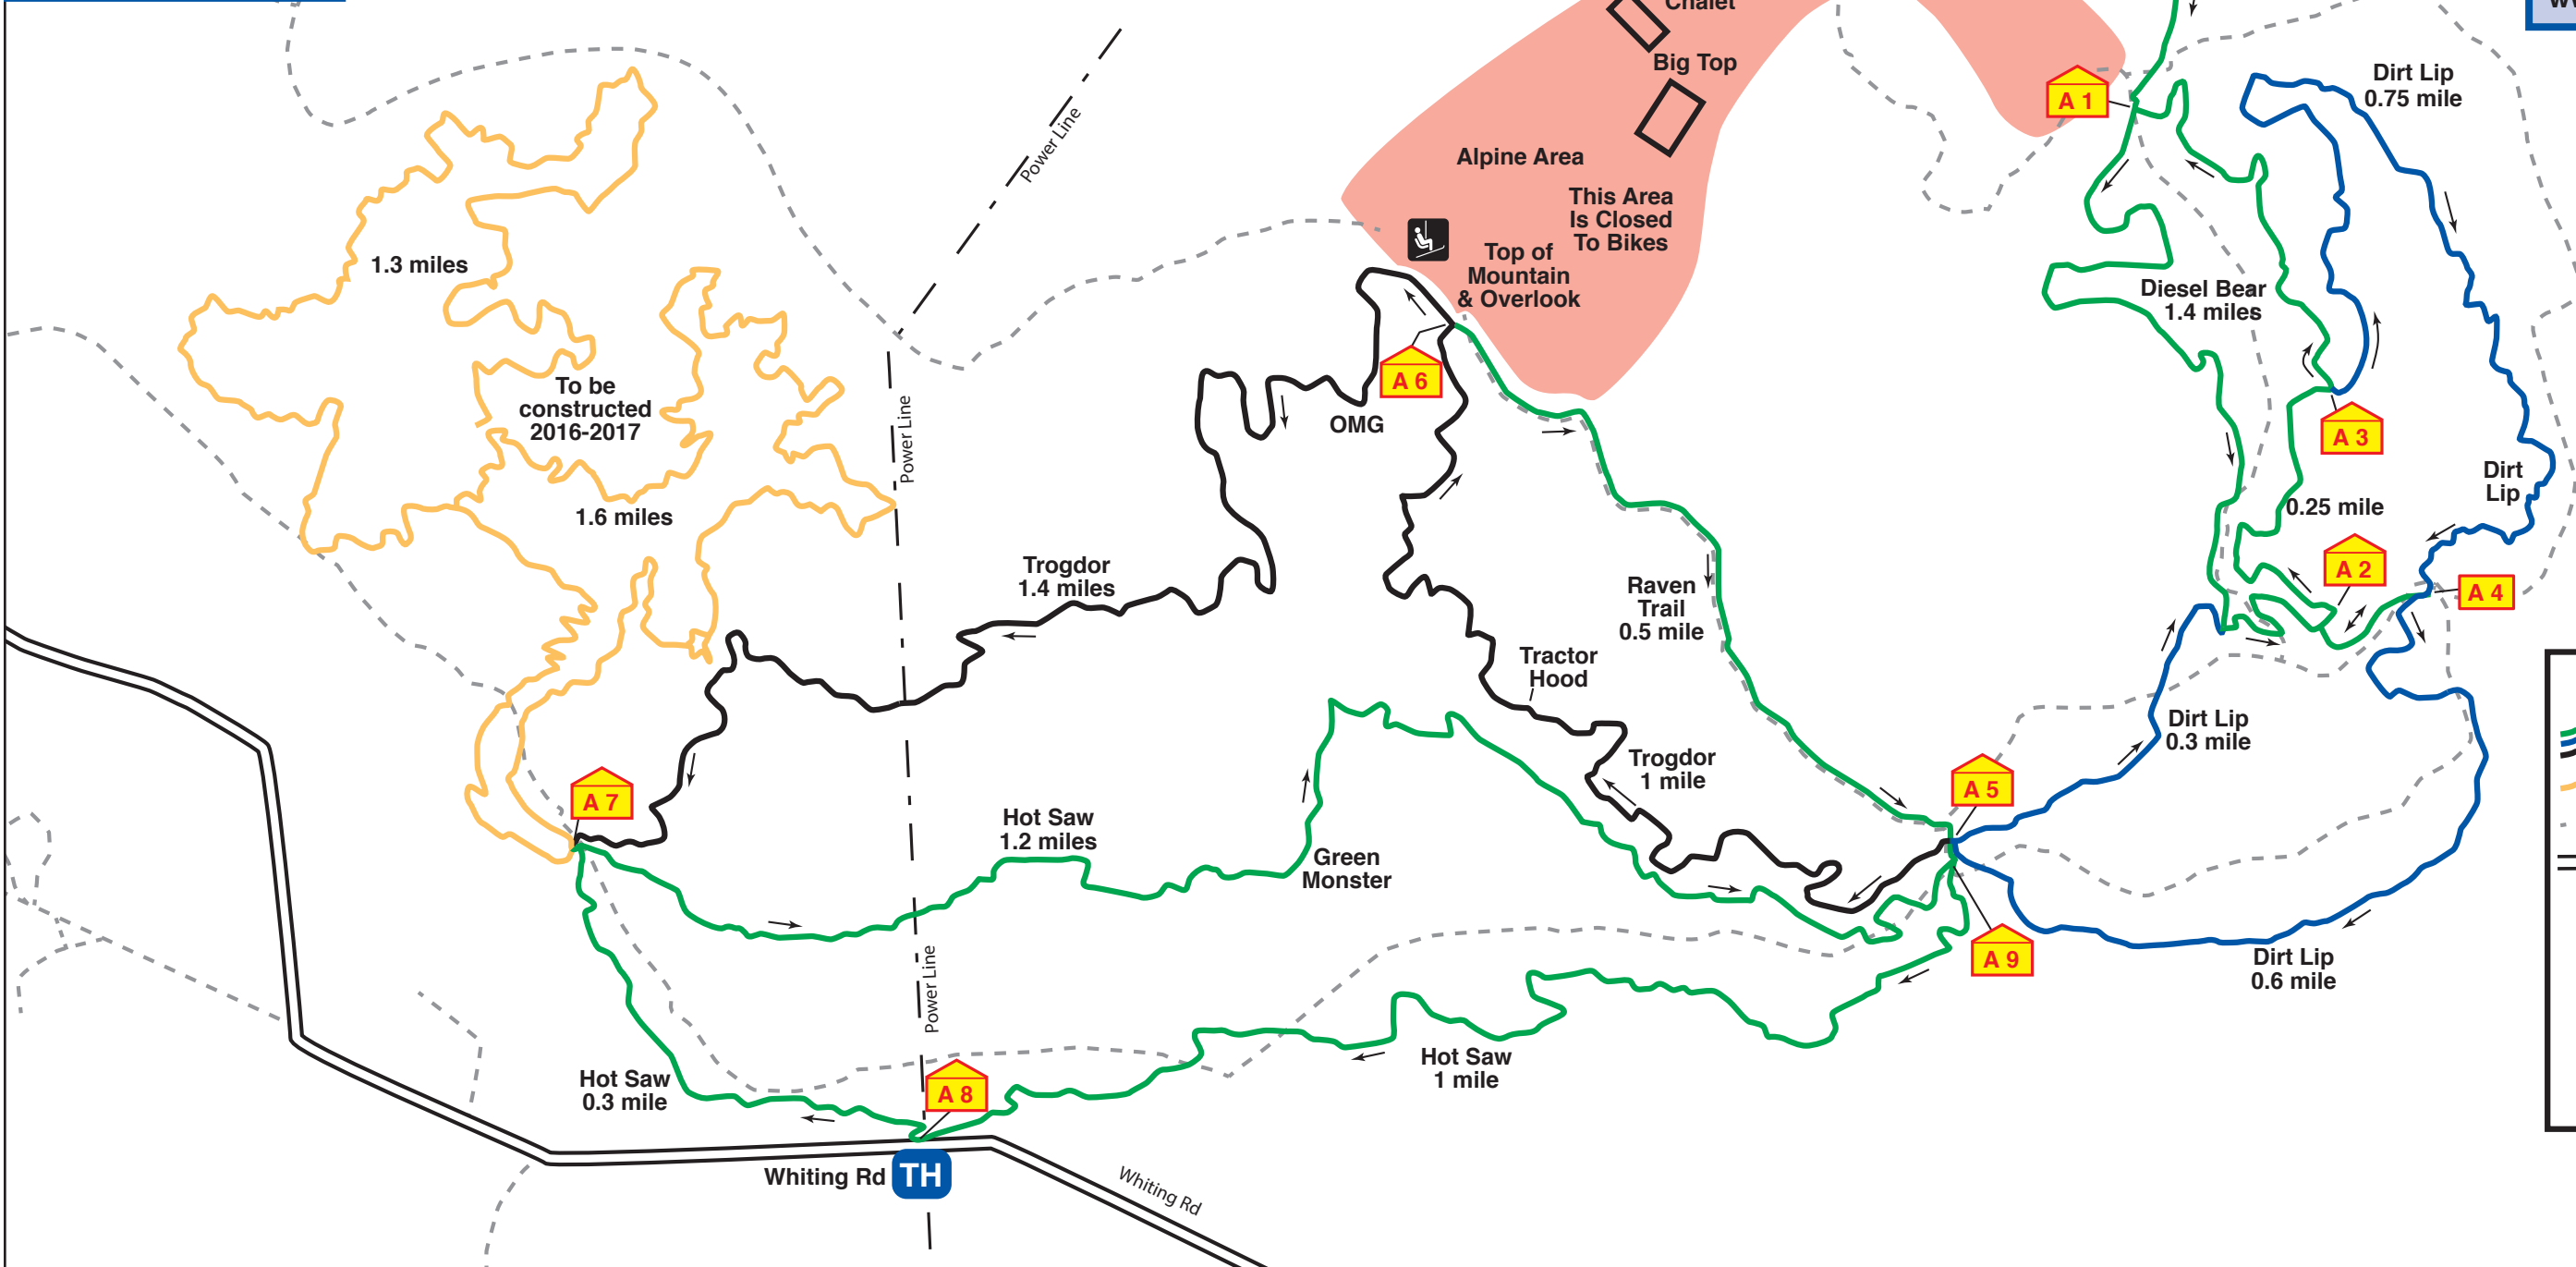 Chalet
Big Top
Alpine Area
This Area
Is Closed
To Bikes
Top of
Mountain
& Overlook
A 1
Dirt Lip
0.75 mile
Power Line
1.3 miles
Diesel Bear
1.4 miles
A 6
OMG
To be
constructed
2016-2017
Power Line
A 3
Dirt
Lip
1.6 miles
0.25 mile
A 2
A 4
Trogdor
1.4 miles
Raven
Trail
0.5 mile
Tractor
Hood
Dirt Lip
0.3 mile
Trogdor
1 mile
A 5
A 7
Hot Saw
1.2 miles
Green
Monster
A 9
Dirt Lip
0.6 mile
Power Line
Hot Saw
1 mile
Hot Saw
0.3 mile
A 8
Whiting Rd
TH
Whiting Rd